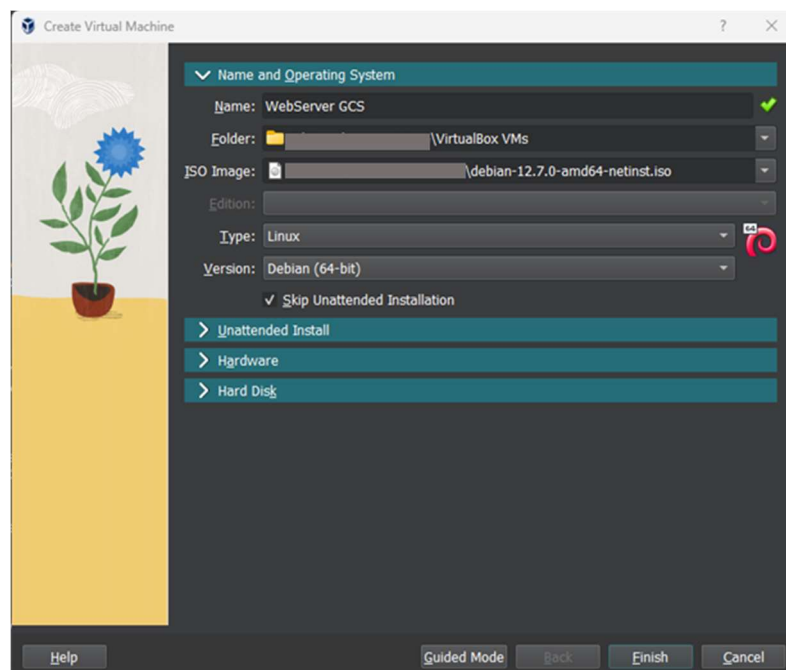 Create Virtual Machine
?
Name and Operating System
Name: WebServer GCS
Folder: \VirtualBox VMs
ISO Image: \debian-12.7.0-amd64-netinst.iso
Edition:
Type: Linux
64
Version: Debian (64-bit)
Skip Unattended Installation
Unattended Install
Hardware
Hard Disk
Help Guided Mode Back Finish Cancel